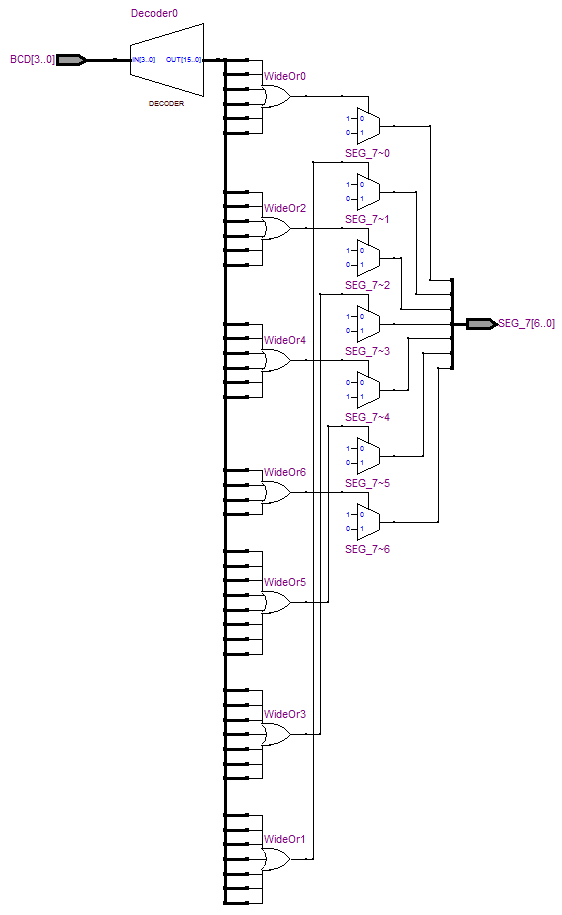 Decoder0
BCD[3..0]
IN[3..0]
OUT[15..0]
DECODER
WideOr0
1 0
0 1
SEG_7~0
1 0
0 1
SEG_7~1
WideOr2
1 0
0 1
SEG_7~2
1 0
0 1
SEG_7[6..0]
SEG_7~3
WideOr4
0 0
1 1
SEG_7~4
1 0
0 1
SEG_7~5
WideOr6
1 0
0 1
SEG_7~6
WideOr5
WideOr3
WideOr1